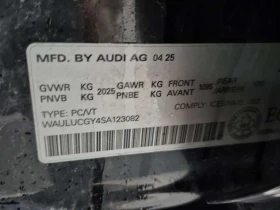 MFD. BY AUDI AG 04 25
GVWR KG 2025 GAWR KG FRONT
PNVB KG PNBE KG AVANT
COMPLY:
TYPE: PC/VT
WAULUCGY4SA123082